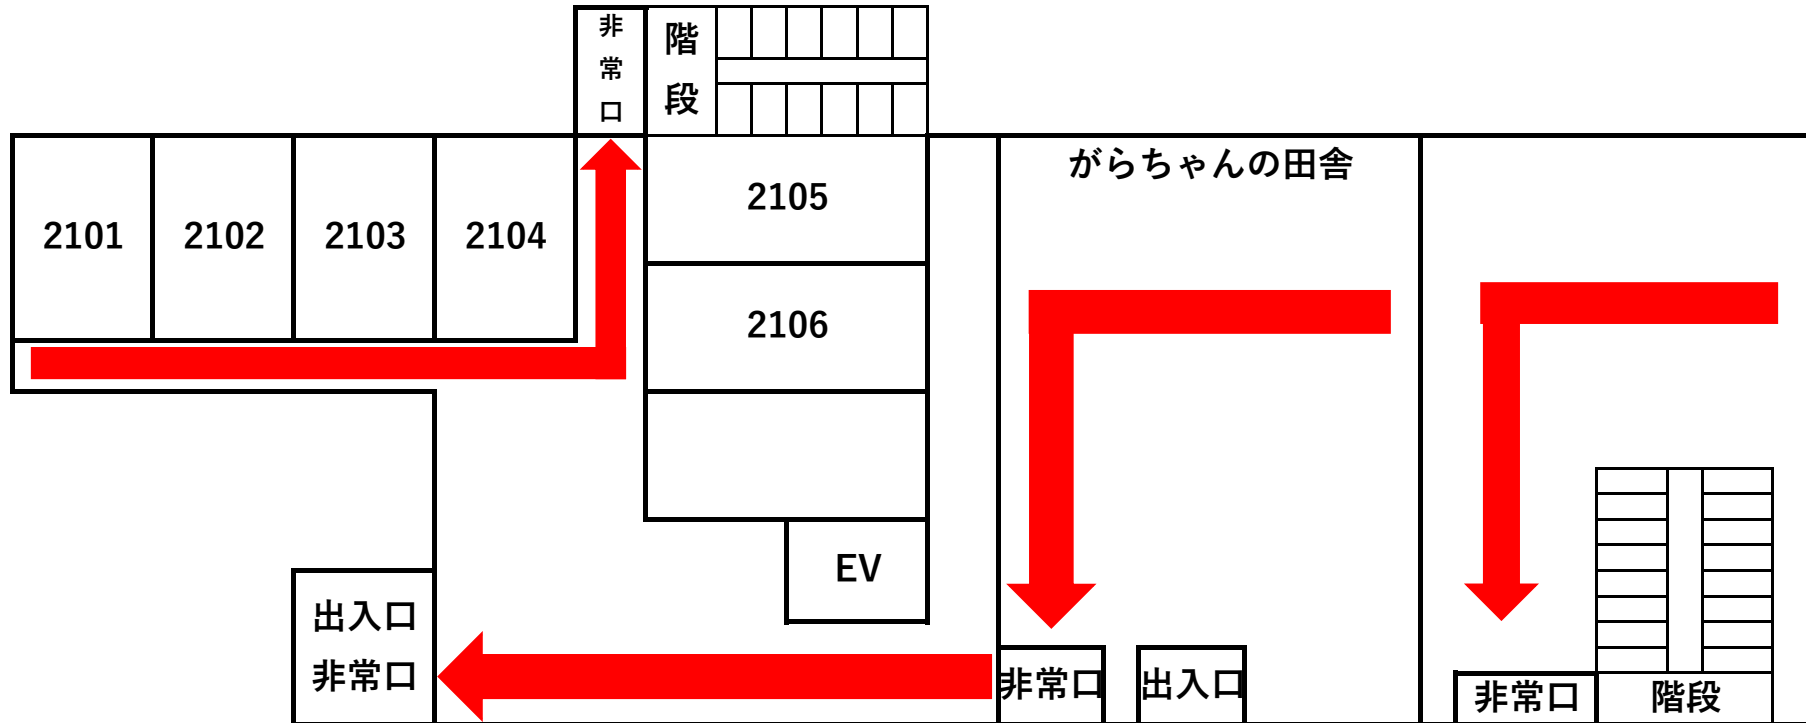 非
常
口
階
段
がらちゃんの田舎
2101
2102
2103
2104
2105
2106
EV
出入口
非常口
非常口
出入口
非常口
階段